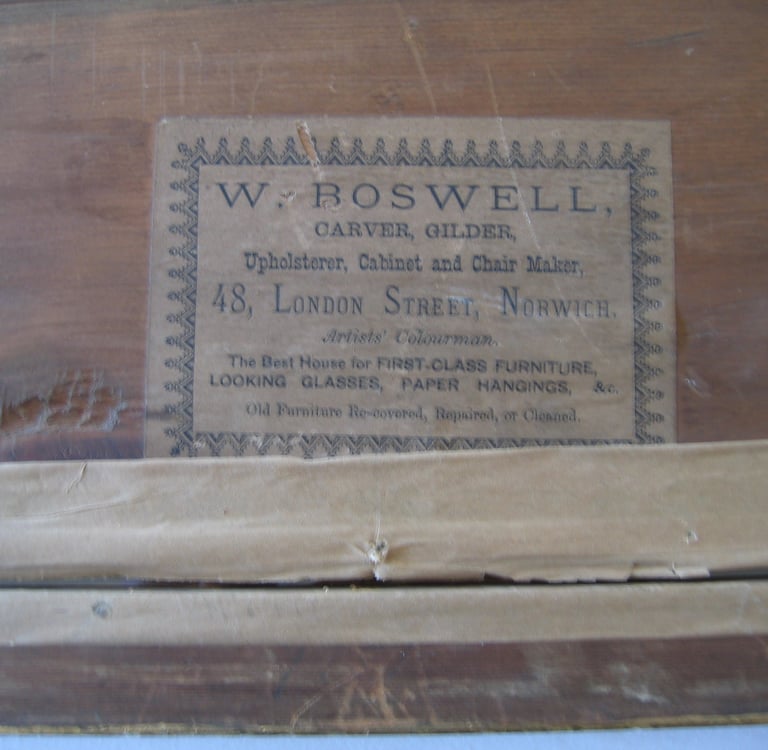 W. BOSWELL,
CARVER, GILDER,
Upholsterer, Cabinet and Chair Maker,
48, LONDON STREET, NORWICH.
Artists' Colourman.
The Best House for FIRST-CLASS FURNITURE,
LOOKING GLASSES, PAPER HANGINGS, &c.
Old Furniture Re-covered, Repaired, or Cleaned.